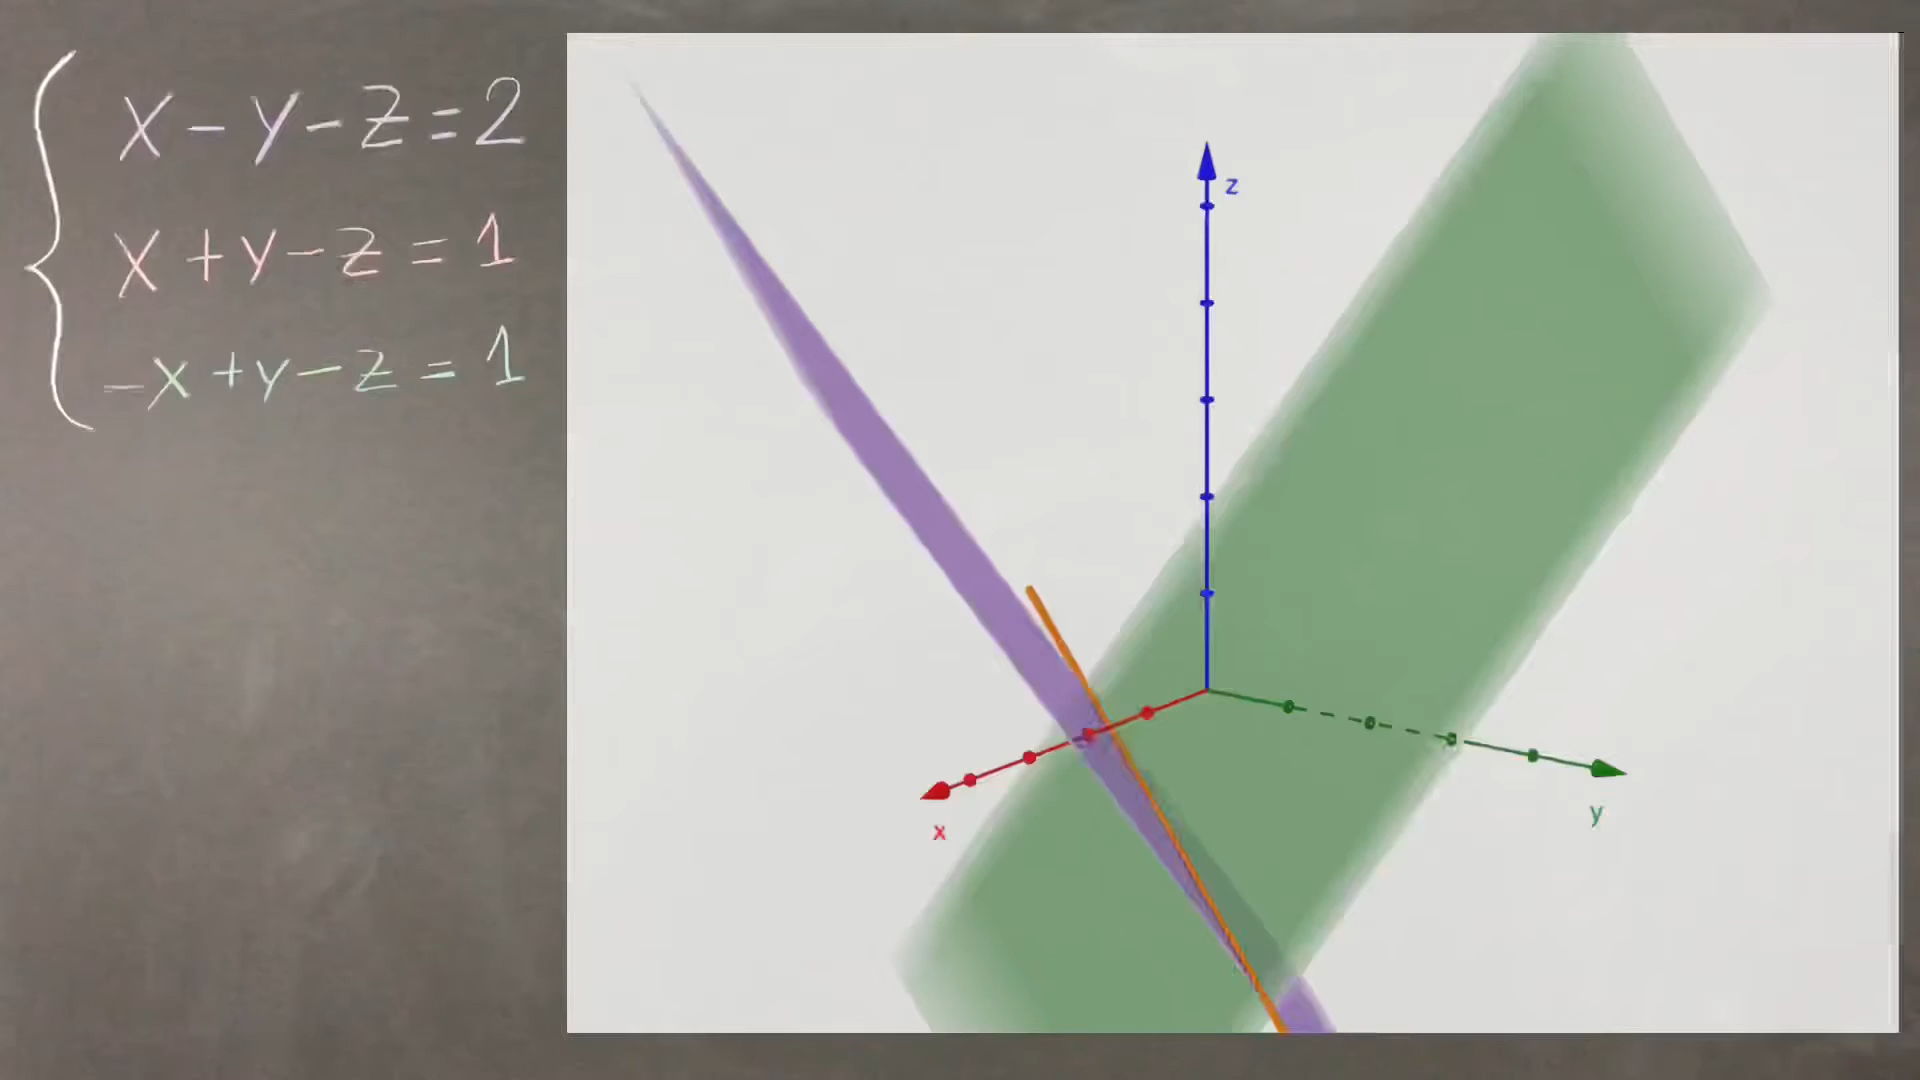 x - y - z = 2
x + y - z = 1
-x + y - z = 1
z
x
y